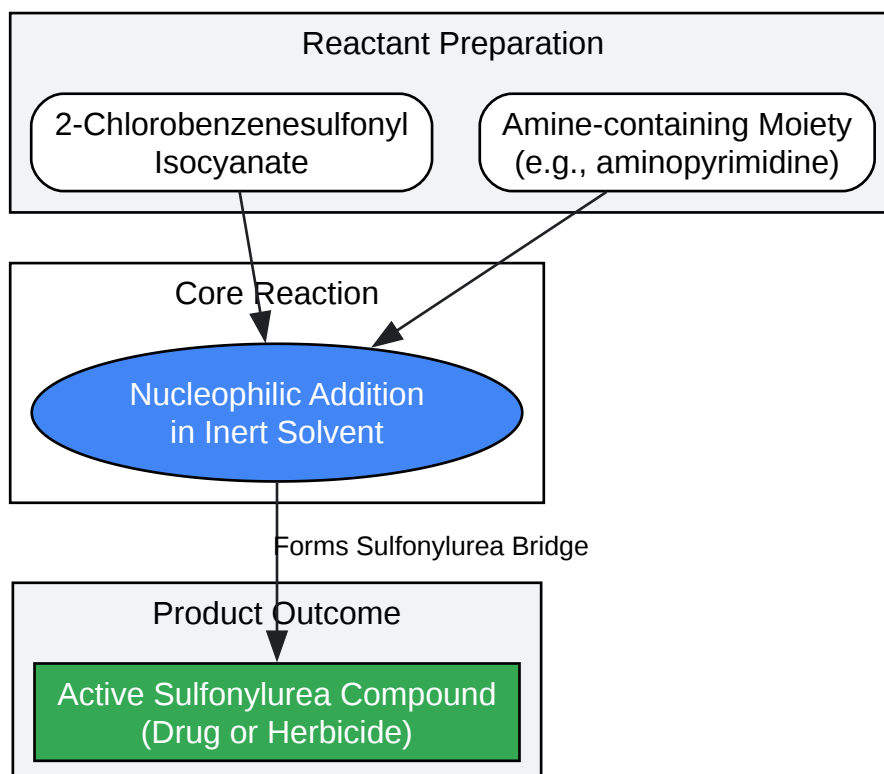 Reactant Preparation
2-Chlorobenzenesulfonyl
Isocyanate
Amine-containing Moiety
(e.g., aminopyrimidine)
Core Reaction
Nucleophilic Addition
in Inert Solvent
Forms Sulfonylurea Bridge
Product Outcome
Active Sulfonylurea Compound
(Drug or Herbicide)